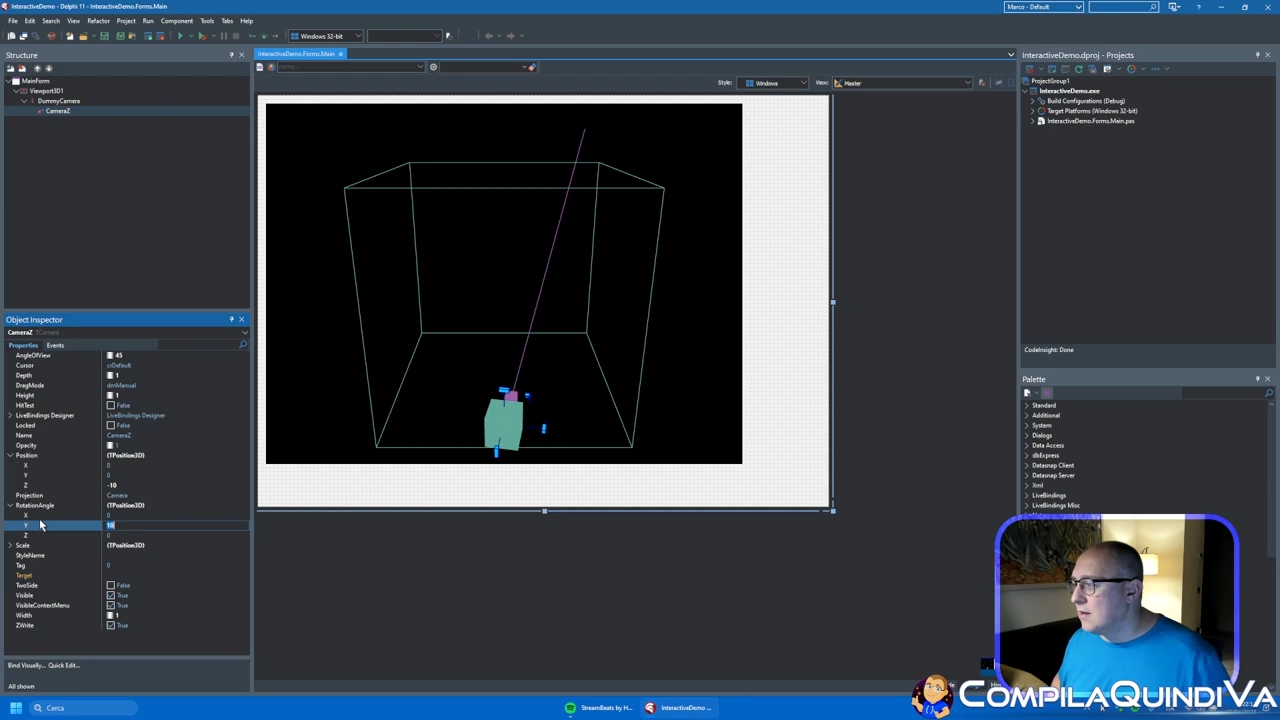 InteractiveDemo - Delphi 11 - InteractiveDemo.Forms.Main
Marco - Default
File Edit Search View Refactor Project Run Component Tools Tabs Help
Windows 32-bit
Structure
MainForm
Viewport3D1
DummyCamera
CameraZ
InteractiveDemo.Forms.Main
Style: Windows View: Master
InteractiveDemo.dproj - Projects
ProjectGroup1
InteractiveDemo.exe
Build Configurations (Debug)
Target Platforms (Windows 32-bit)
InteractiveDemo.Forms.Main.pas
CodeInsight: Done
Object Inspector
CameraZ TCamera
Properties Events
AngleOfView 45
Cursor crDefault
Depth 1
DragMode dmManual
Height 1
HitTest False
LiveBindings Designer LiveBindings Designer
Locked False
Name CameraZ
Opacity 1
Position (TPosition3D)
X 0
Y 0
Z -10
Projection Camera
RotationAngle (TPosition3D)
X 0
Y 10
Z 0
Scale (TPosition3D)
StyleName
Tag 0
Target
TwoSide False
Visible True
VisibleContextMenu True
Width 1
ZWrite True
Bind Visually... Quick Edit...
All shown
Palette
Standard
Additional
System
Dialogs
Data Access
dbExpress
Datasnap Client
Datasnap Server
Xml
LiveBindings
LiveBindings Misc
COMPILAQUINDIVA
Cerca
StreamBeats by H...
InteractiveDemo ...